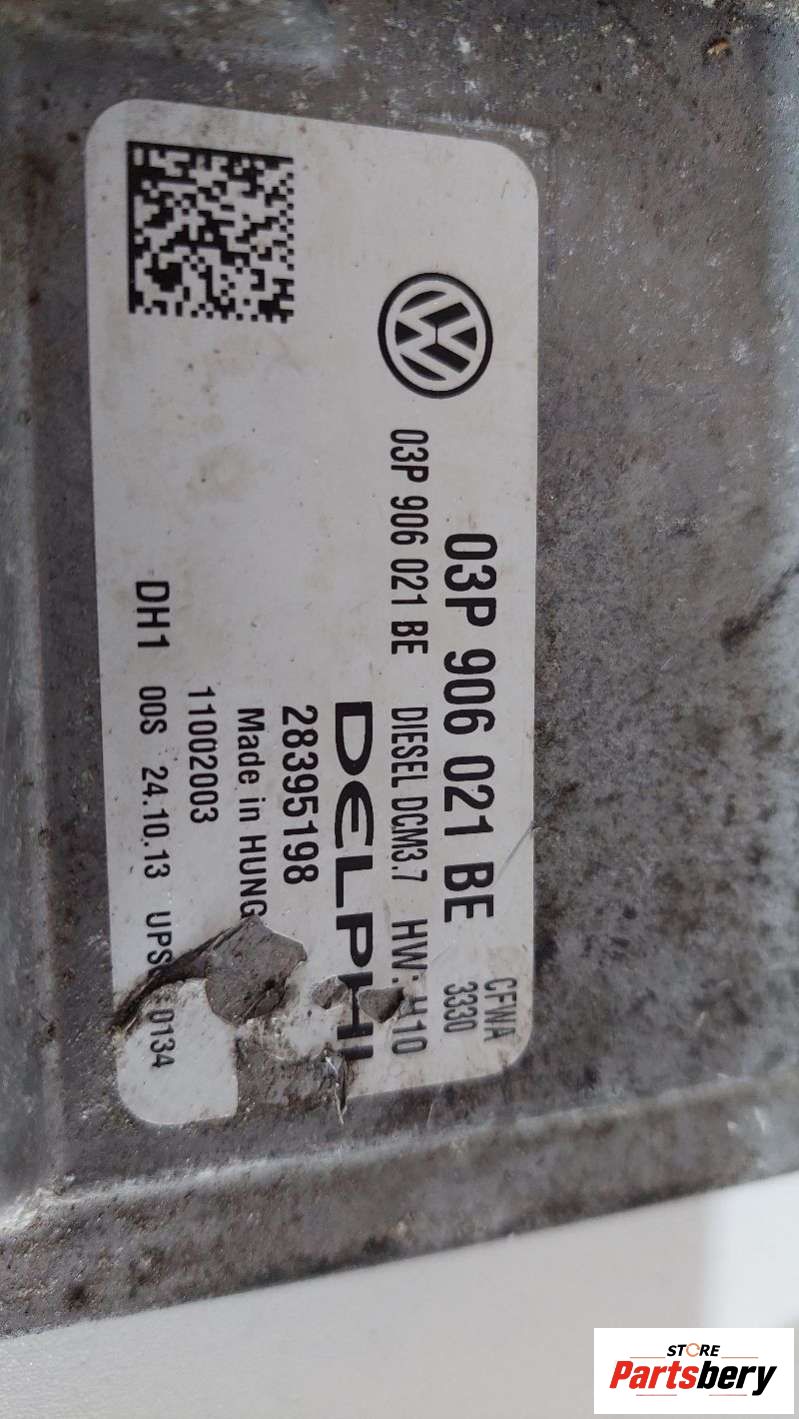 03P 906 021 BE
CFWA
3330
03P 906 021 BE DIESEL DCM3.7 HW: H10
DELPHI
28395198
Made in HUNG
11002003
DH1 00S 24.10.13 UPS 0134
STORE
Partsbery